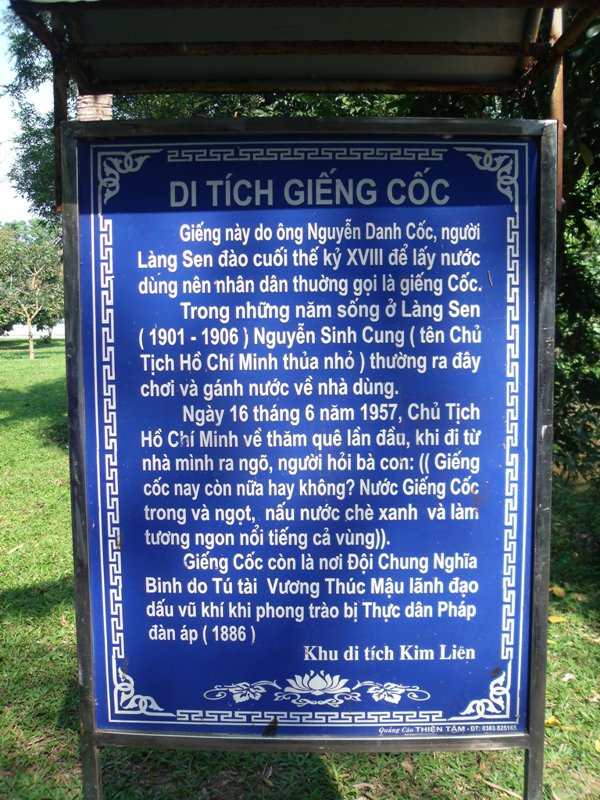 DI TÍCH GIẾNG CỐC
Giếng này do ông Nguyễn Danh Cốc, người
Làng Sen đào cuối thế kỷ XVIII để lấy nước
dùng nên nhân dân thường gọi là giếng Cốc.
Trong những năm sống ở Làng Sen
( 1901 - 1906 ) Nguyễn Sinh Cung ( tên Chủ
Tịch Hồ Chí Minh thủa nhỏ ) thường ra đây
chơi và gánh nước về nhà dùng.
Ngày 16 tháng 6 năm 1957, Chủ Tịch
Hồ Chí Minh về thăm quê lần đầu, khi đi từ
nhà mình ra ngõ, người hỏi bà con: (( Giếng
cốc nay còn nữa hay không? Nước Giếng Cốc
trong và ngọt, nấu nước chè xanh và làm
tương ngon nổi tiếng cả vùng)).
Giếng Cốc còn là nơi Đội Chung Nghĩa
Binh do Tú tài Vương Thúc Mậu lãnh đạo
dấu vũ khí khi phong trào bị Thực dân Pháp
đàn áp ( 1886 )
Khu di tích Kim Liên
Quảng Cáo THIÊN TÂM - ĐT: 0383 825165